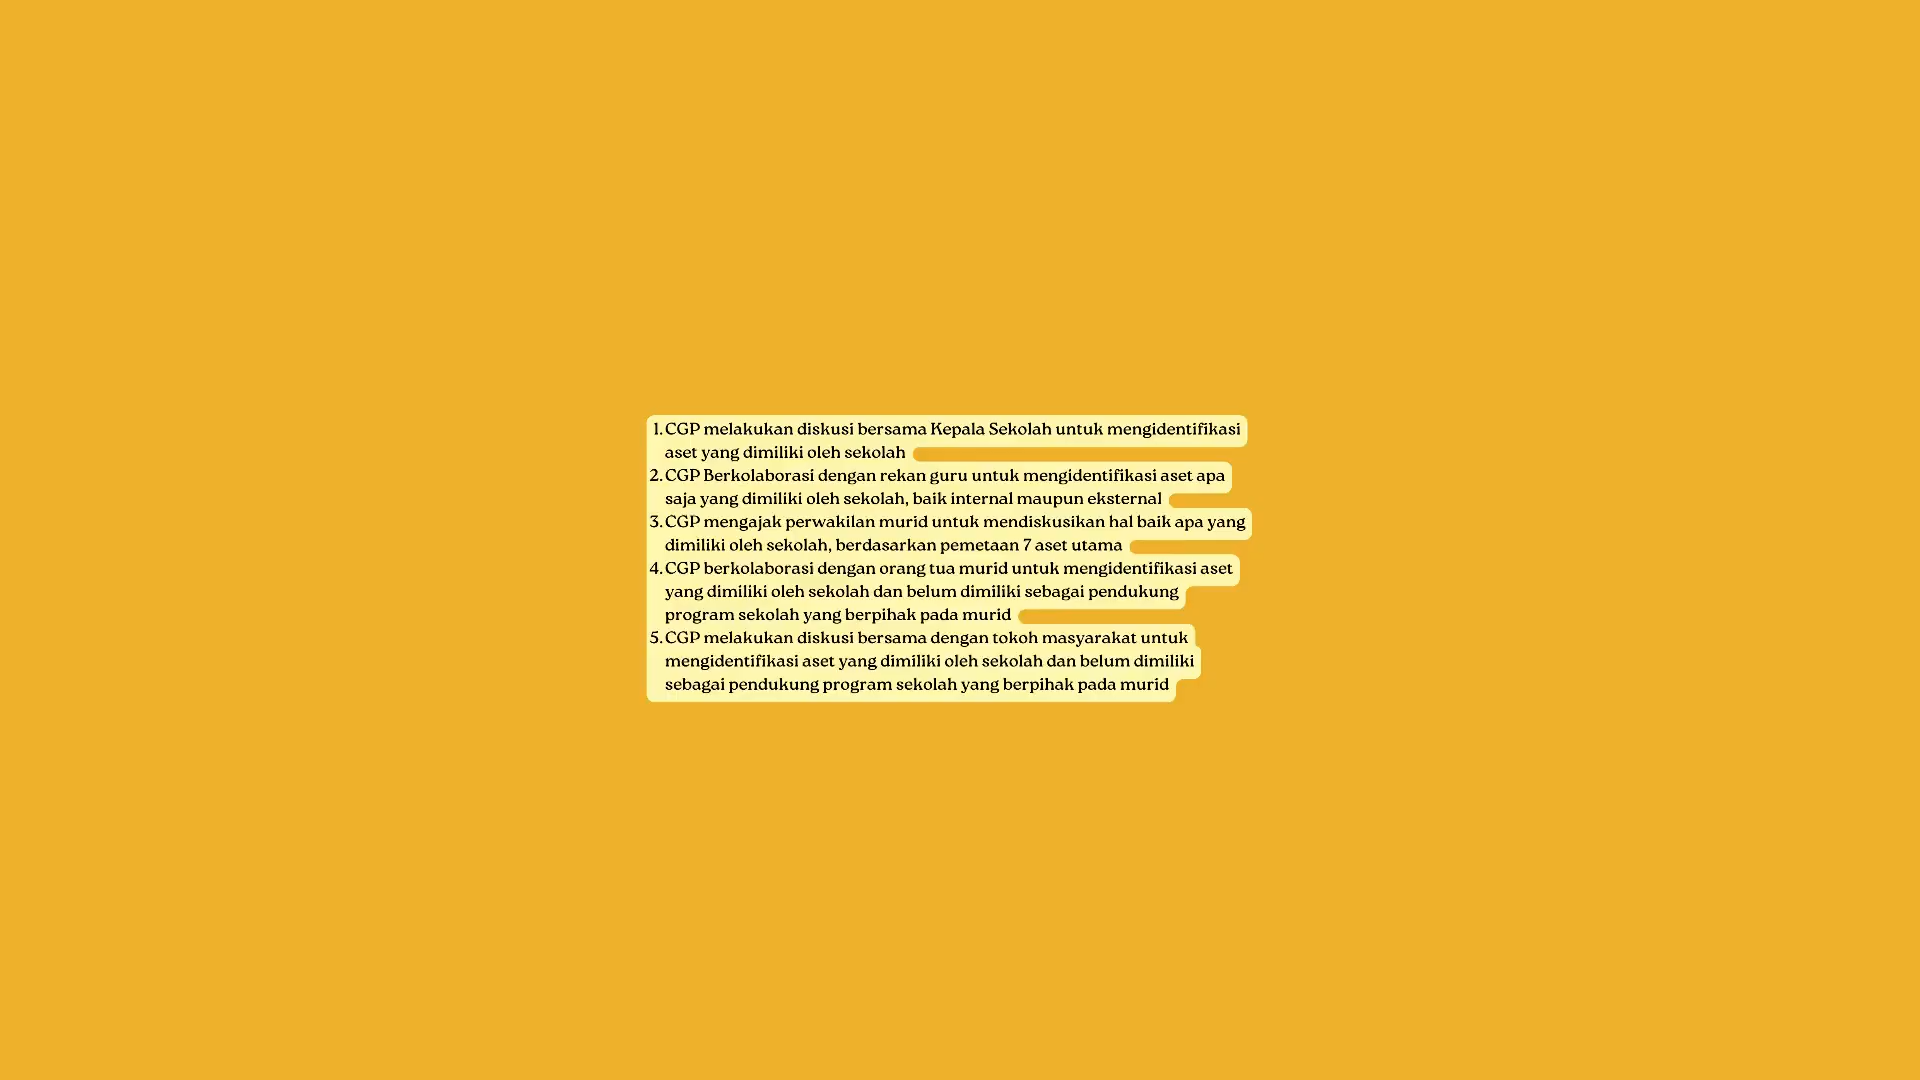 1. CGP melakukan diskusi bersama Kepala Sekolah untuk mengidentifikasi
aset yang dimiliki oleh sekolah
2. CGP Berkolaborasi dengan rekan guru untuk mengidentifikasi aset apa
saja yang dimiliki oleh sekolah, baik internal maupun eksternal
3. CGP mengajak perwakilan murid untuk mendiskusikan hal baik apa yang
dimiliki oleh sekolah, berdasarkan pemetaan 7 aset utama
4. CGP berkolaborasi dengan orang tua murid untuk mengidentifikasi aset
yang dimiliki oleh sekolah dan belum dimiliki sebagai pendukung
program sekolah yang berpihak pada murid
5. CGP melakukan diskusi bersama dengan tokoh masyarakat untuk
mengidentifikasi aset yang dimiliki oleh sekolah dan belum dimiliki
sebagai pendukung program sekolah yang berpihak pada murid